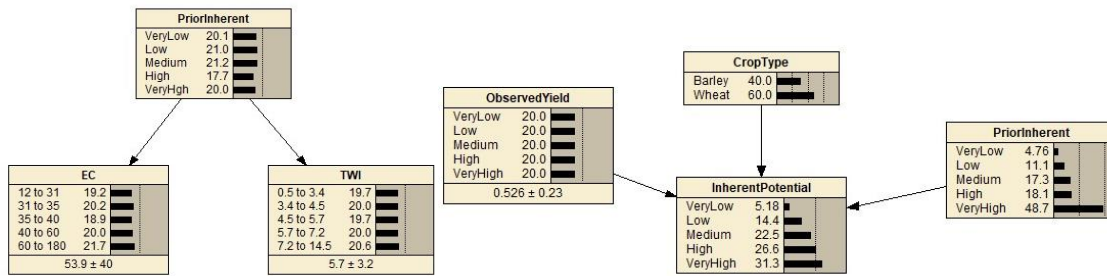 PriorInherent
VeryLow 20.1
Low 21.0
Medium 21.2
High 17.7
VeryHgh 20.0
EC
12 to 31 19.2
31 to 35 20.2
35 to 40 18.9
40 to 60 20.0
60 to 180 21.7
53.9 ± 40
TWI
0.5 to 3.4 19.7
3.4 to 4.5 20.0
4.5 to 5.7 19.7
5.7 to 7.2 20.0
7.2 to 14.5 20.6
5.7 ± 3.2
ObservedYield
VeryLow 20.0
Low 20.0
Medium 20.0
High 20.0
VeryHigh 20.0
0.526 ± 0.23
CropType
Barley 40.0
Wheat 60.0
InherentPotential
VeryLow 5.18
Low 14.4
Medium 22.5
High 26.6
VeryHigh 31.3
PriorInherent
VeryLow 4.76
Low 11.1
Medium 17.3
High 18.1
VeryHigh 48.7